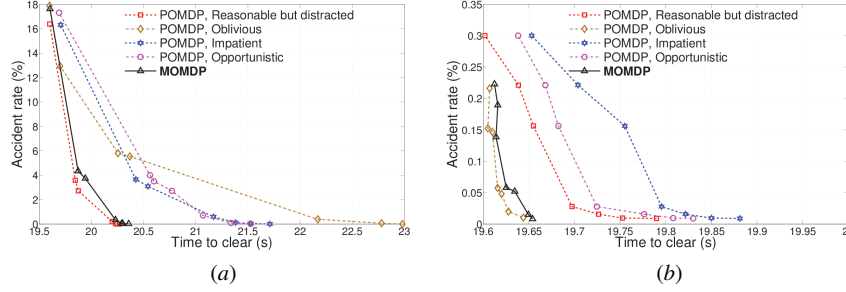 18
16
14
12
10
8
6
4
2
0
Accident rate (%)
POMDP, Reasonable but distracted
POMDP, Oblivious
POMDP, Impatient
POMDP, Opportunistic
MOMDP
19.5 20 20.5 21 21.5 22 22.5 23
Time to clear (s)
(a)
0.35
0.3
0.25
0.2
0.15
0.1
0.05
0
Accident rate (%)
POMDP, Reasonable but distracted
POMDP, Oblivious
POMDP, Impatient
POMDP, Opportunistic
MOMDP
19.6 19.65 19.7 19.75 19.8 19.85 19.9 19.95
Time to clear (s)
(b)